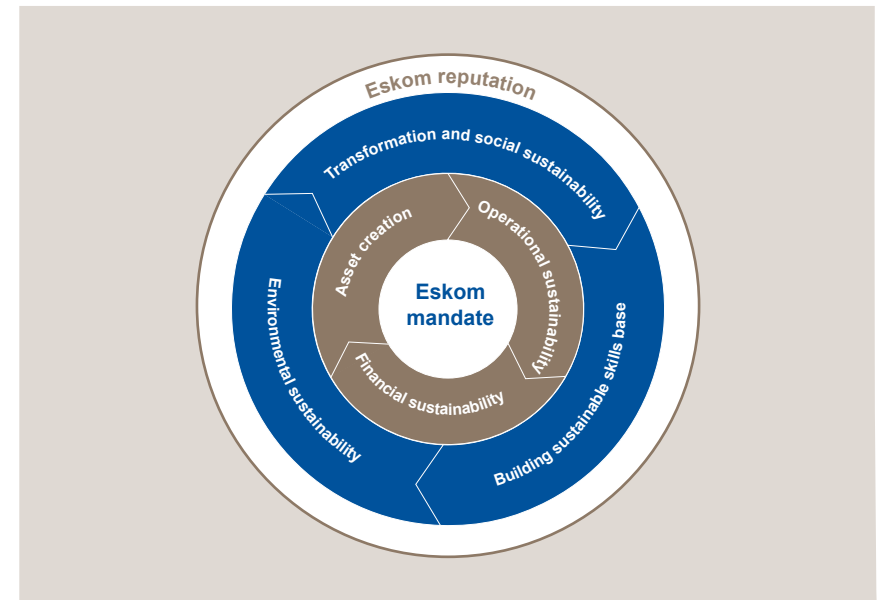 Eskom reputation
Transformation and social sustainability
Operational sustainability
Asset creation
Eskom
mandate
Environmental sustainability
Financial sustainability
Building sustainable skills base